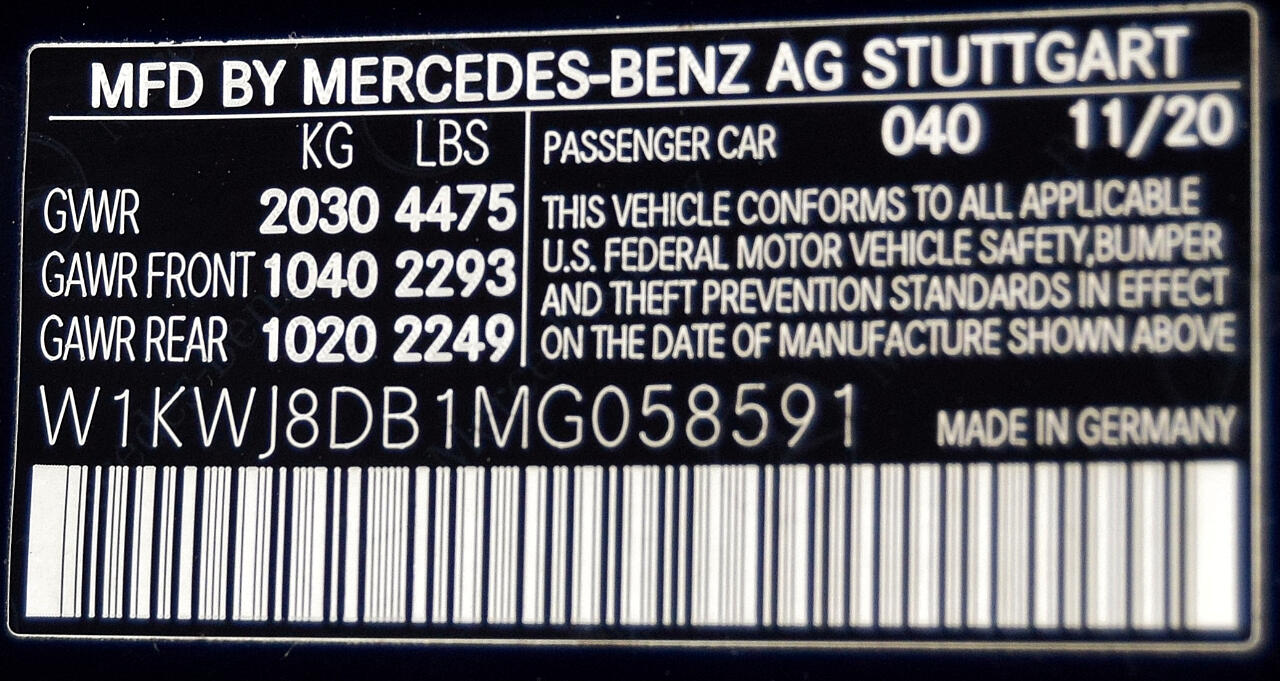 MFD BY MERCEDES-BENZ AG STUTTGART
KG LBS
GVWR 2030 4475
GAWR FRONT 1040 2293
GAWR REAR 1020 2249
PASSENGER CAR 040 11/20
THIS VEHICLE CONFORMS TO ALL APPLICABLE
U.S. FEDERAL MOTOR VEHICLE SAFETY,BUMPER
AND THEFT PREVENTION STANDARDS IN EFFECT
ON THE DATE OF MANUFACTURE SHOWN ABOVE
W1KWJ8DB1MG058591
MADE IN GERMANY